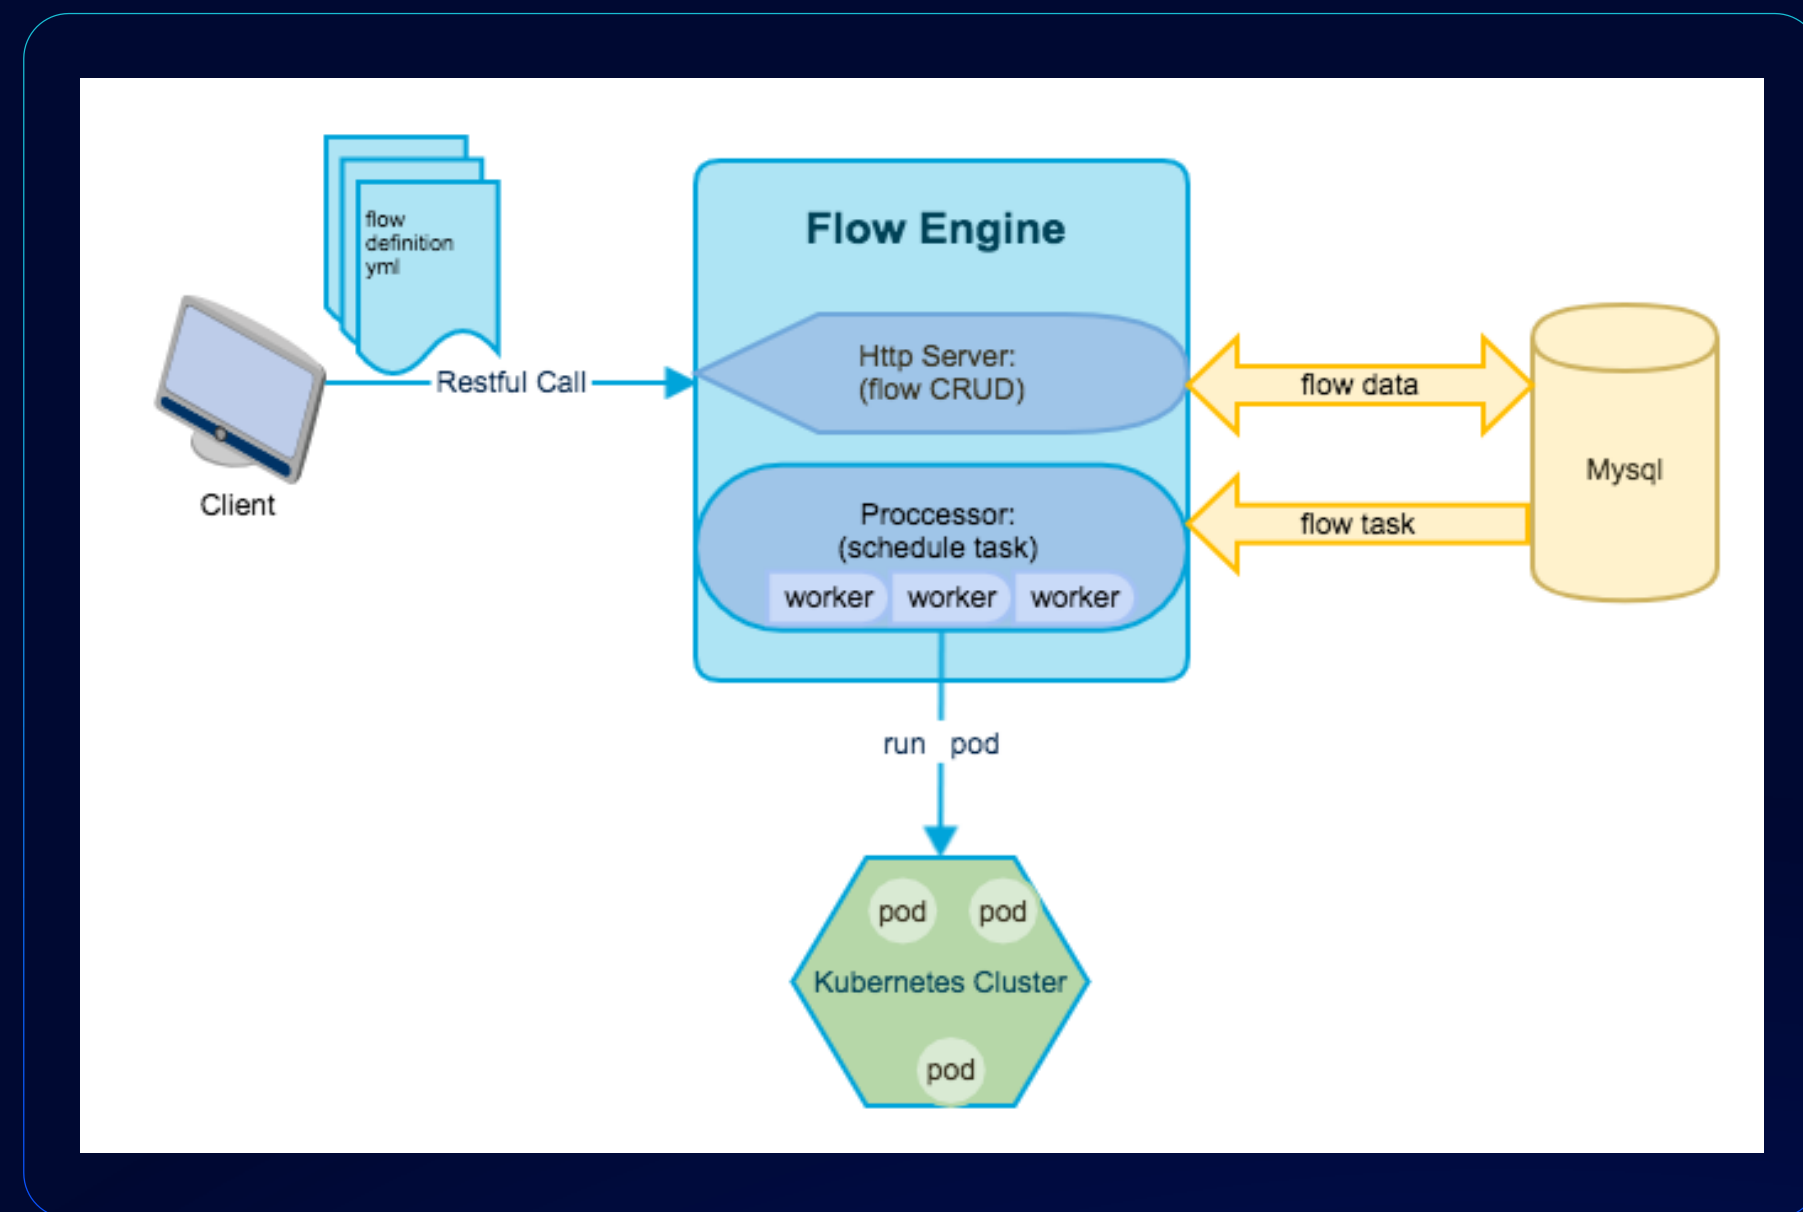 flow
definition
yml
Flow Engine
Http Server:
(flow CRUD)
Restful Call
flow data
Mysql
Client
Proccessor:
(schedule task)
flow task
worker worker worker
run pod
pod pod
Kubernetes Cluster
pod